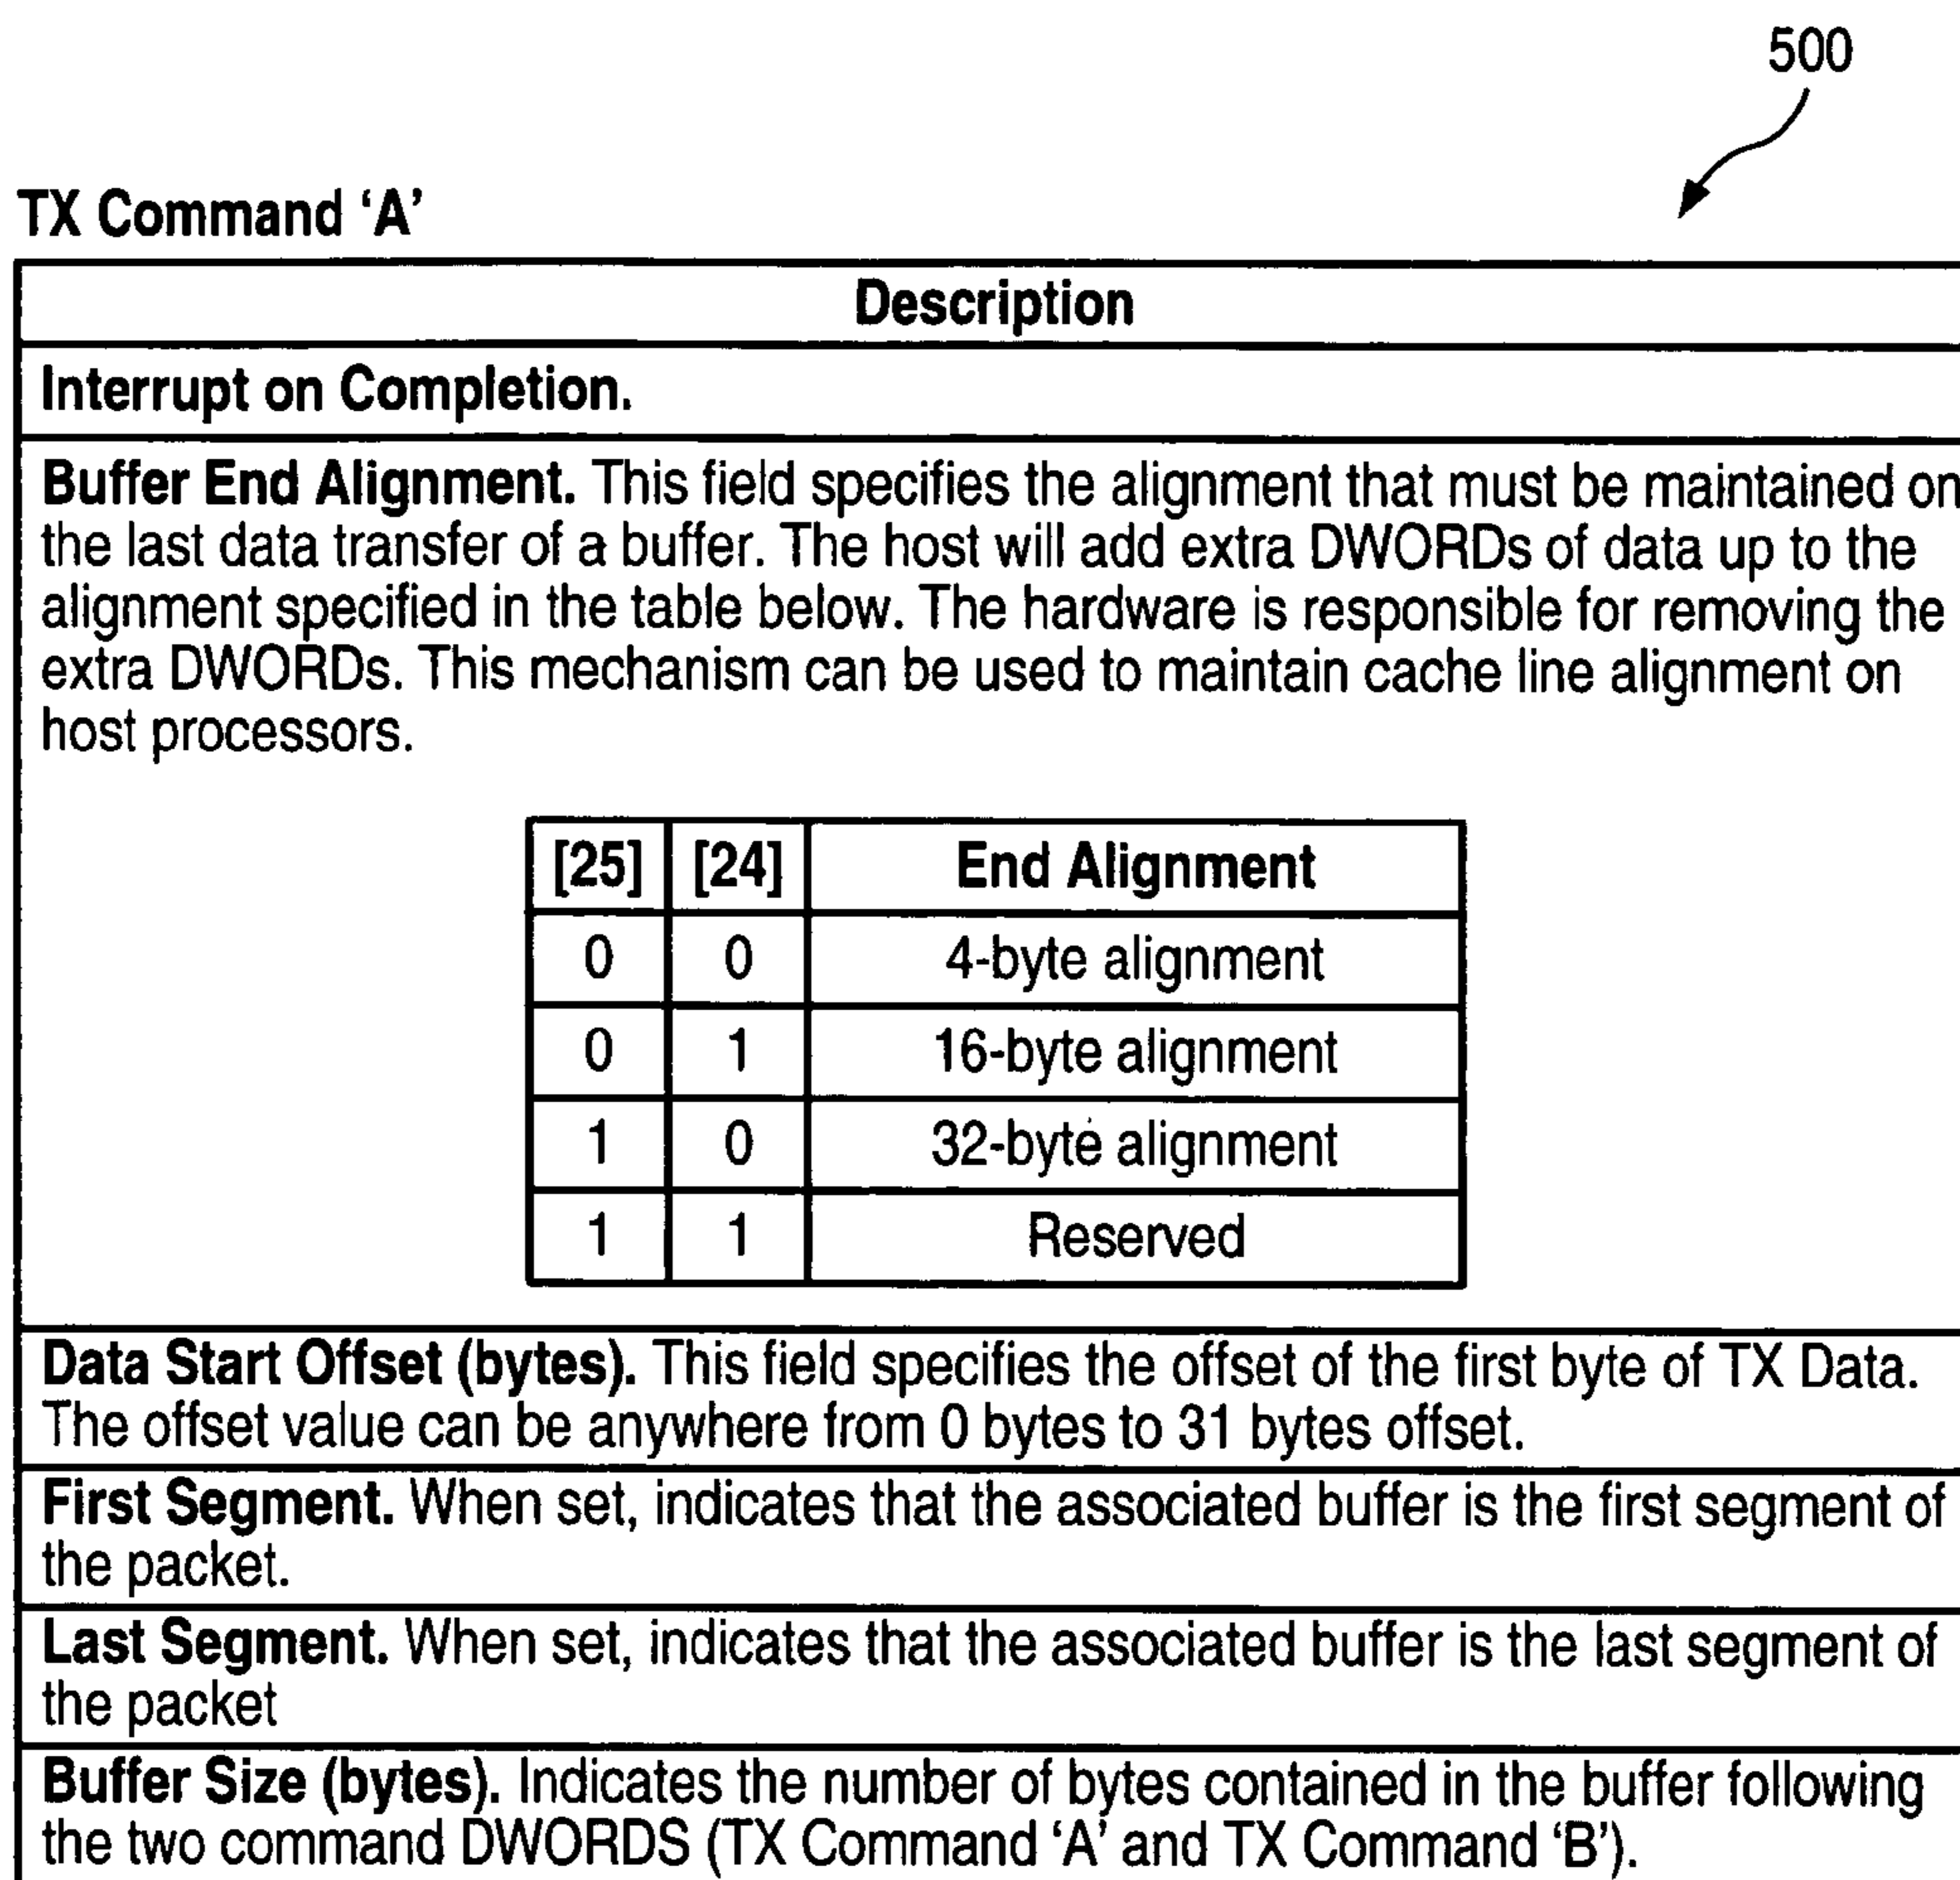 500
TX Command ‘A’
Description
Interrupt on Completion.
Buffer End Alignment. This field specifies the alignment that must be maintained on
the last data transfer of a buffer. The host will add extra DWORDs of data up to the
alignment specified in the table below. The hardware is responsible for removing the
extra DWORDs. This mechanism can be used to maintain cache line alignment on
host processors.
[25] [24] End Alignment
0 0 4-byte alignment
0 1 16-byte alignment
1 0 32-byte alignment
1 1 Reserved
Data Start Offset (bytes). This field specifies the offset of the first byte of TX Data.
The offset value can be anywhere from 0 bytes to 31 bytes offset.
First Segment. When set, indicates that the associated buffer is the first segment of
the packet.
Last Segment. When set, indicates that the associated buffer is the last segment of
the packet
Buffer Size (bytes). Indicates the number of bytes contained in the buffer following
the two command DWORDS (TX Command ‘A’ and TX Command ‘B’).